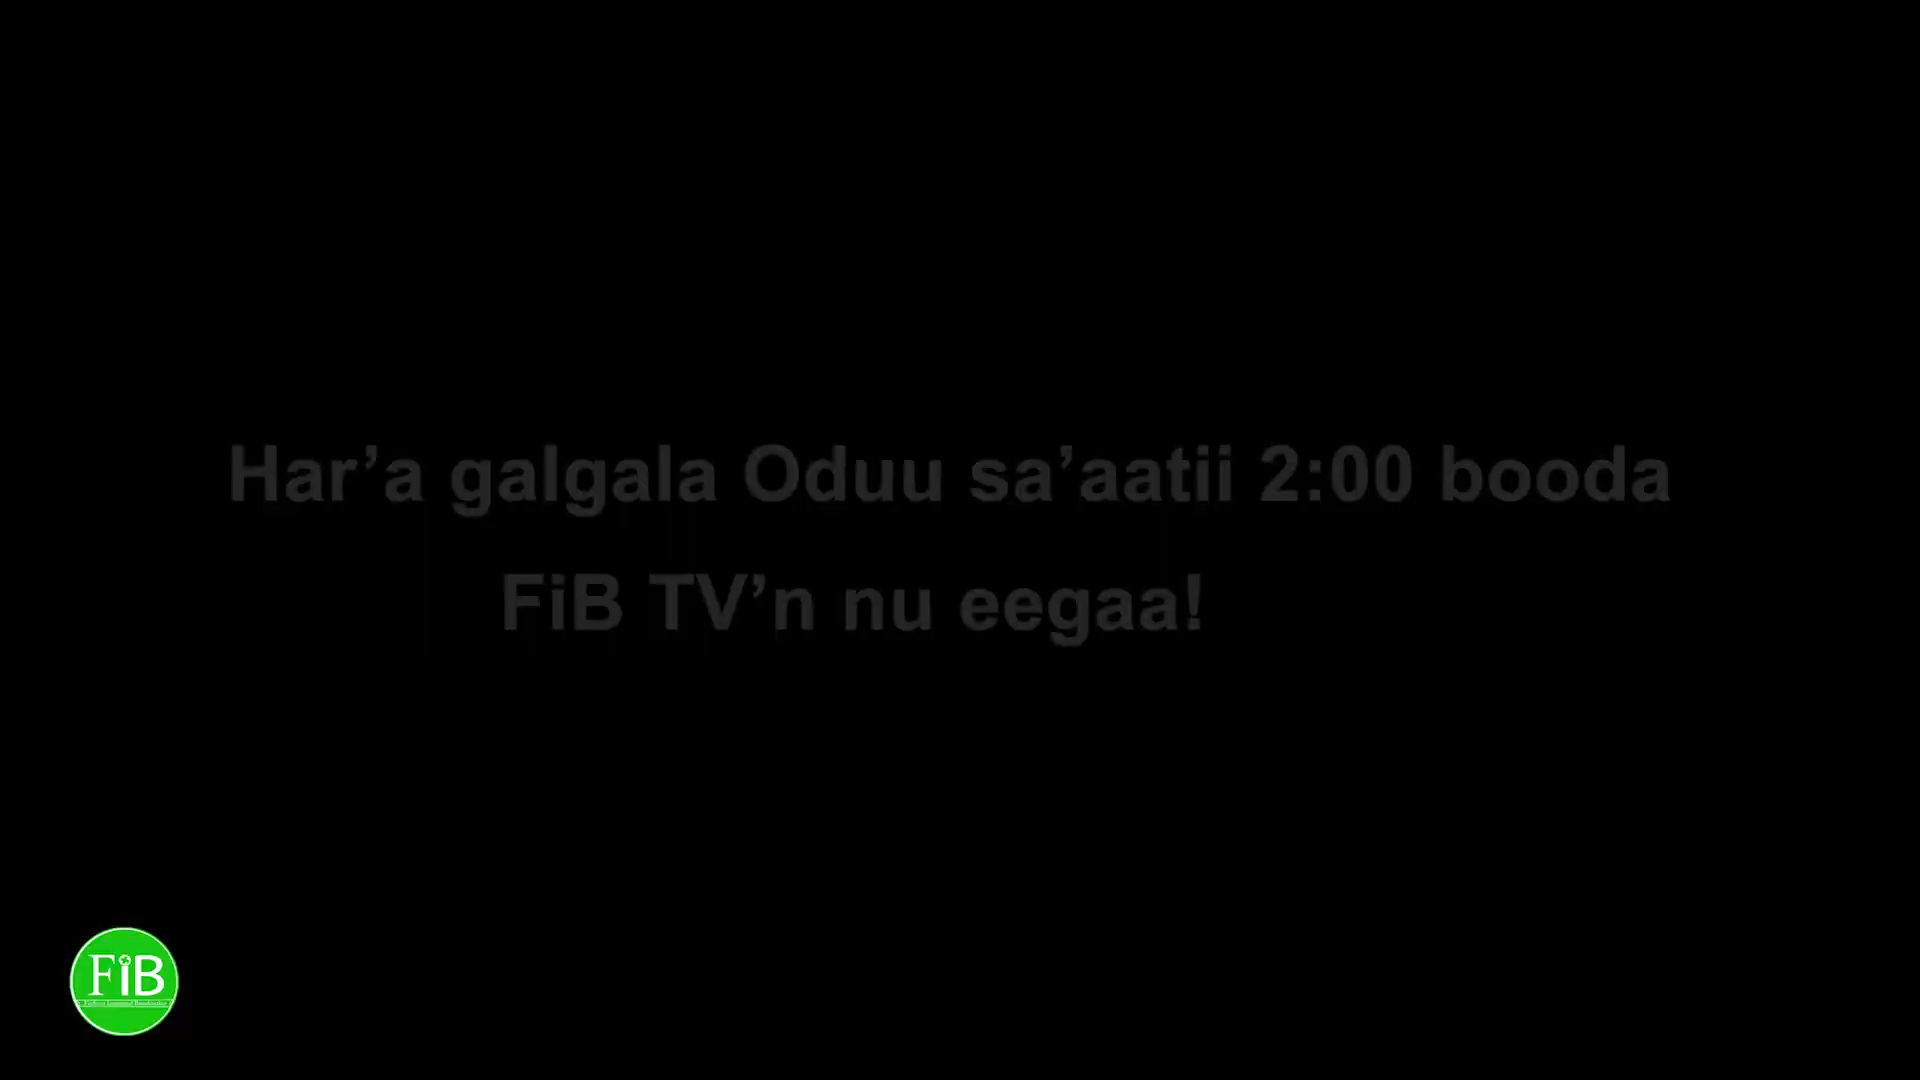 Har’a galgala Oduu sa’aatii 2:00 booda
FiB TV’n nu eegaa!
FiB